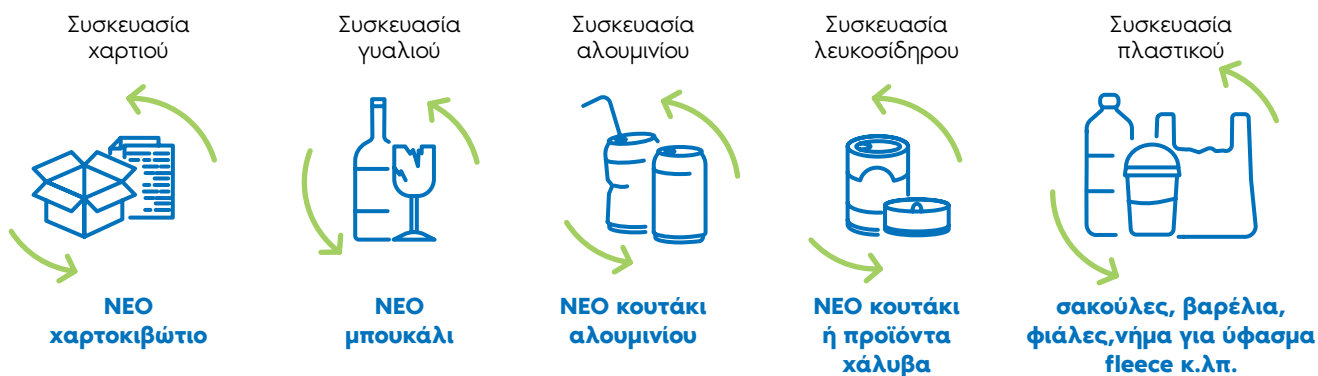 Συσκευασία
χαρτιού
Συσκευασία
γυαλιού
Συσκευασία
αλουμινίου
Συσκευασία
λευκοσίδηρου
Συσκευασία
πλαστικού
ΝΕΟ
χαρτοκιβώτιο
ΝΕΟ
μπουκάλι
ΝΕΟ κουτάκι
αλουμινίου
ΝΕΟ κουτάκι
ή προϊόντα
χάλυβα
σακούλες, βαρέλια,
φιάλες,νήμα για ύφασμα
fleece κ.λπ.